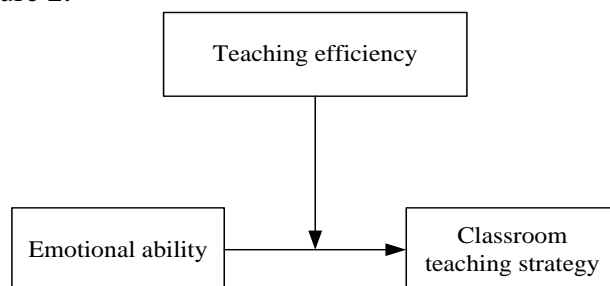 Teaching efficiency
Emotional ability
Classroom
teaching strategy